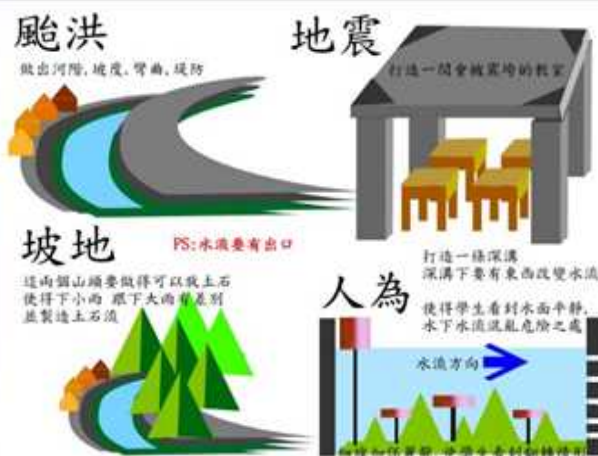 颱洪
做出河階,坡度,彎曲,堤防
地震
打造一間會被震垮的教室
坡地
PS:水流要有出口
這兩個山頭要做得可以放土石
使得下小雨 跟下大雨有差別
並製造土石流
人為
打造一條深溝
深溝下要有東西改變水流
使得學生看到水面平靜,
水下水流混亂危險之處
水流方向